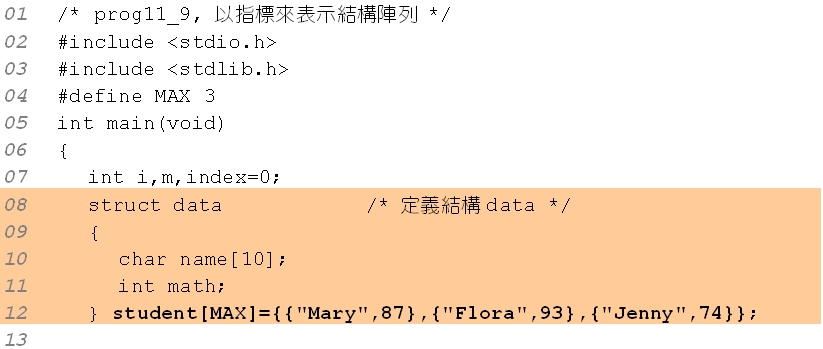 01 /* prog11_9, 以指標來表示結構陣列 */
02 #include <stdio.h>
03 #include <stdlib.h>
04 #define MAX 3
05 int main(void)
06 {
07 int i,m,index=0;
08 struct data /* 定義結構data */
09 {
10 char name[10];
11 int math;
12 } student[MAX]={{"Mary",87},{"Flora",93},{"Jenny",74}};
13